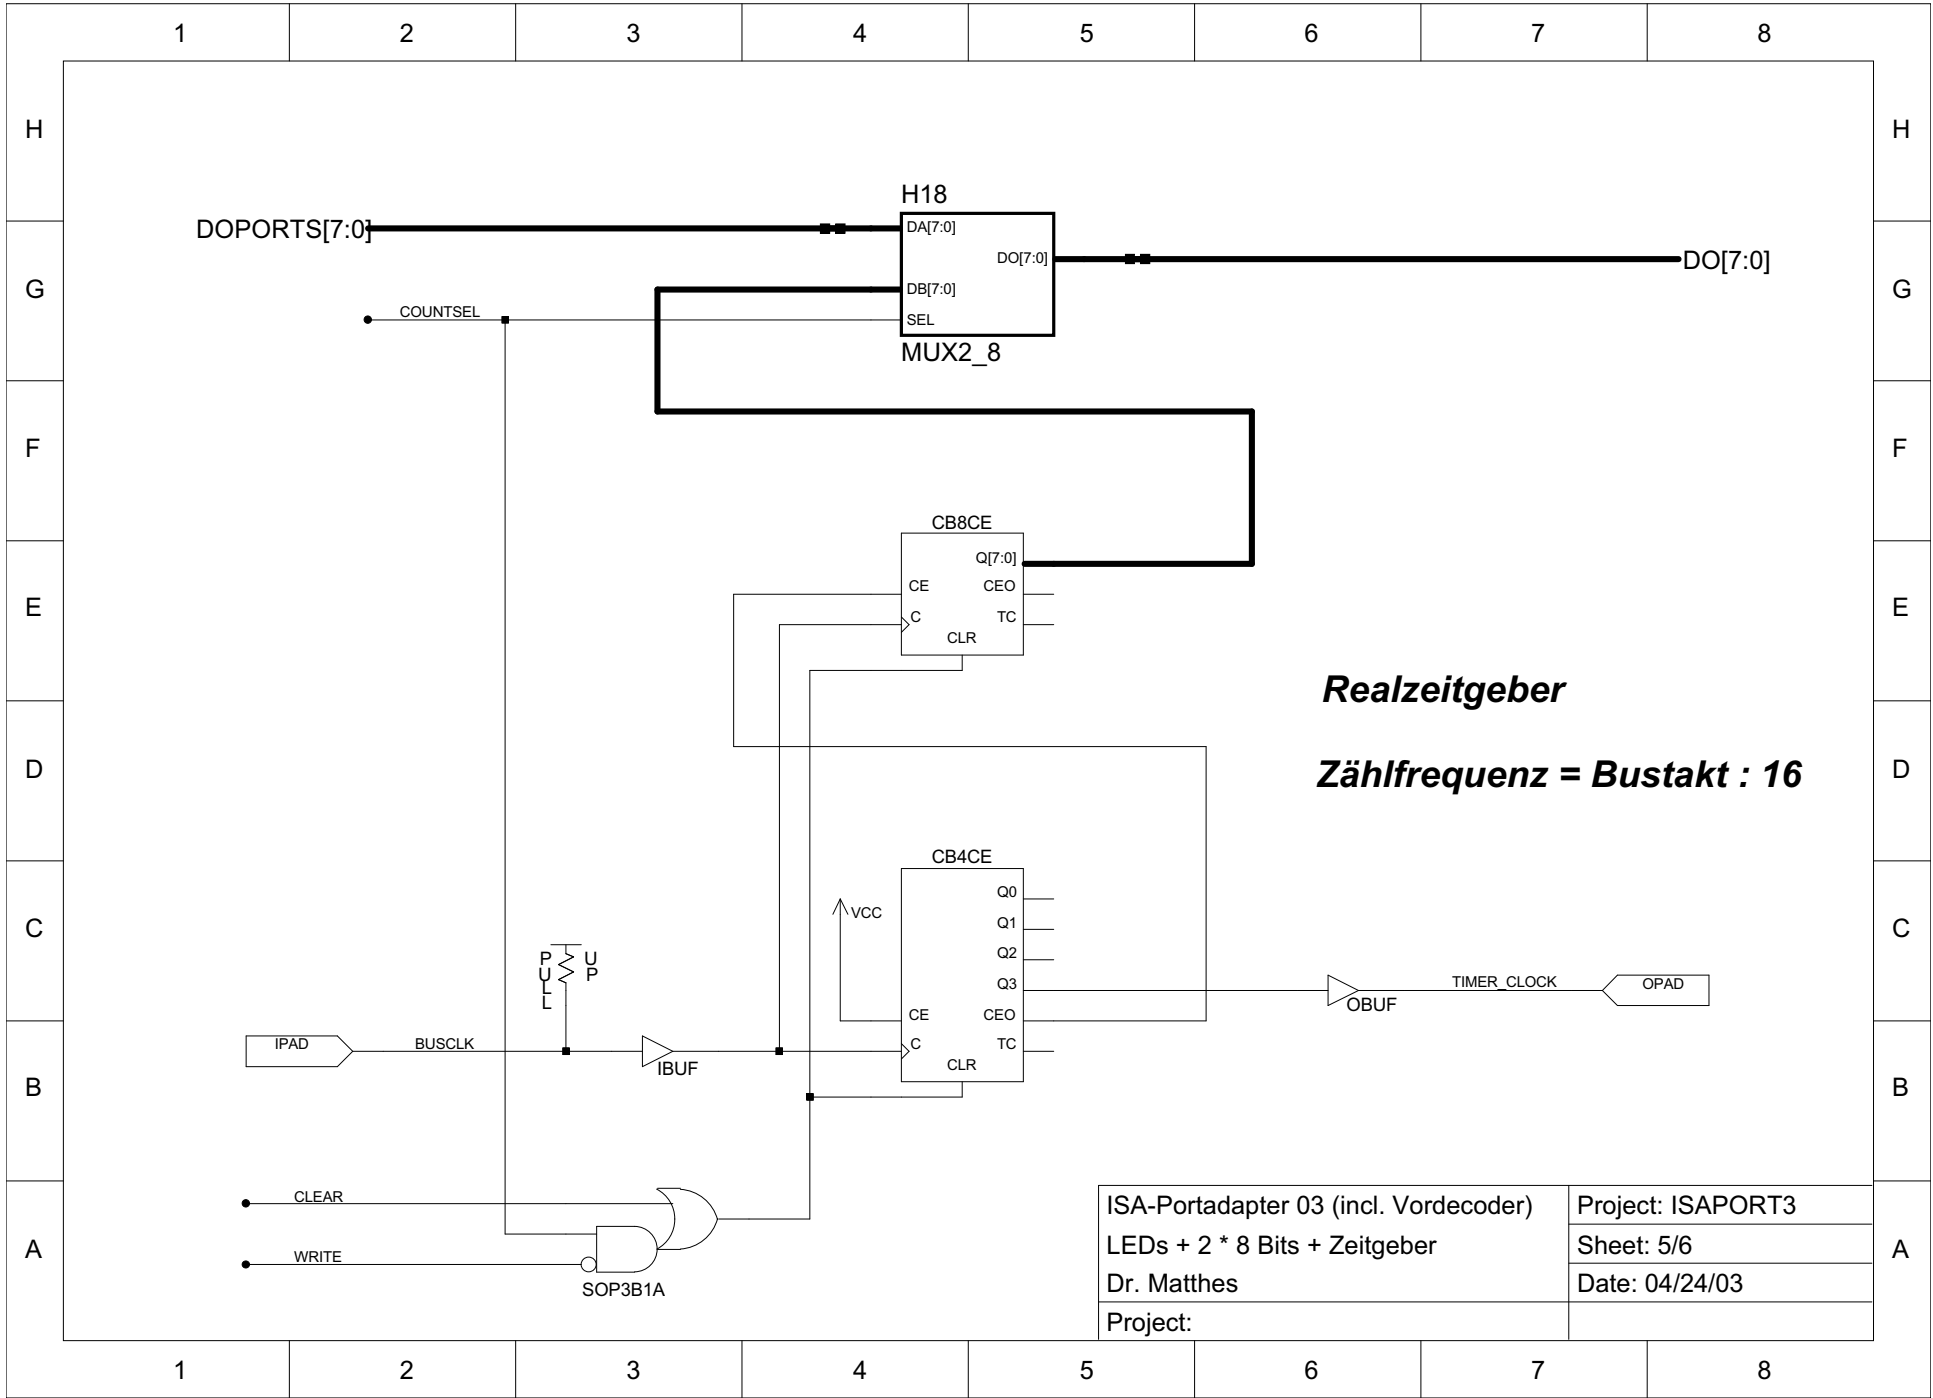 1 2 3 4 5 6 7 8
H H
H18
DOPORTS[7:0]
DA[7:0]
DO[7:0]
DO[7:0]
G G
DB[7:0]
COUNTSEL
SEL
MUX2_8
F F
CB8CE
Q[7:0]
CE CEO
E E
C TC
CLR
Realzeitgeber
D D
Zählfrequenz = Bustakt : 16
CB4CE
Q0
VCC
Q1
C C
Q2
PULL UP
Q3
TIMER_CLOCK
OPAD
OBUF
CE CEO
IPAD
BUSCLK
C TC
IBUF
CLR
B B
CLEAR
ISA-Portadapter 03 (incl. Vordecoder) Project: ISAPORT3
A A
LEDs + 2 * 8 Bits + Zeitgeber Sheet: 5/6
WRITE
SOP3B1A
Dr. Matthes Date: 04/24/03
Project:
1 2 3 4 5 6 7 8